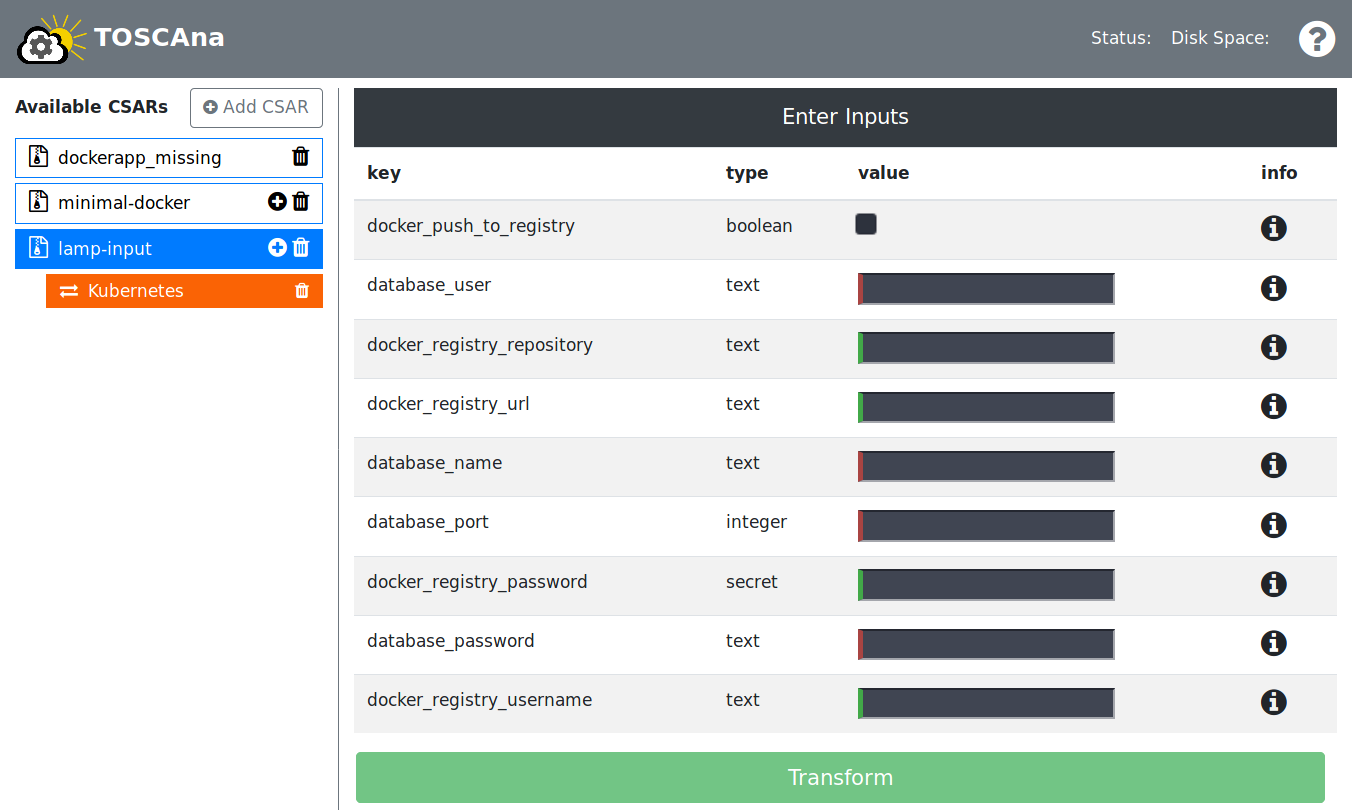 TOSCAna
Status: Disk Space:
Available CSARs
Add CSAR
dockerapp_missing
minimal-docker
lamp-input
Kubernetes
Enter Inputs
key type value info
docker_push_to_registry boolean
database_user text
docker_registry_repository text
docker_registry_url text
database_name text
database_port integer
docker_registry_password secret
database_password text
docker_registry_username text
Transform